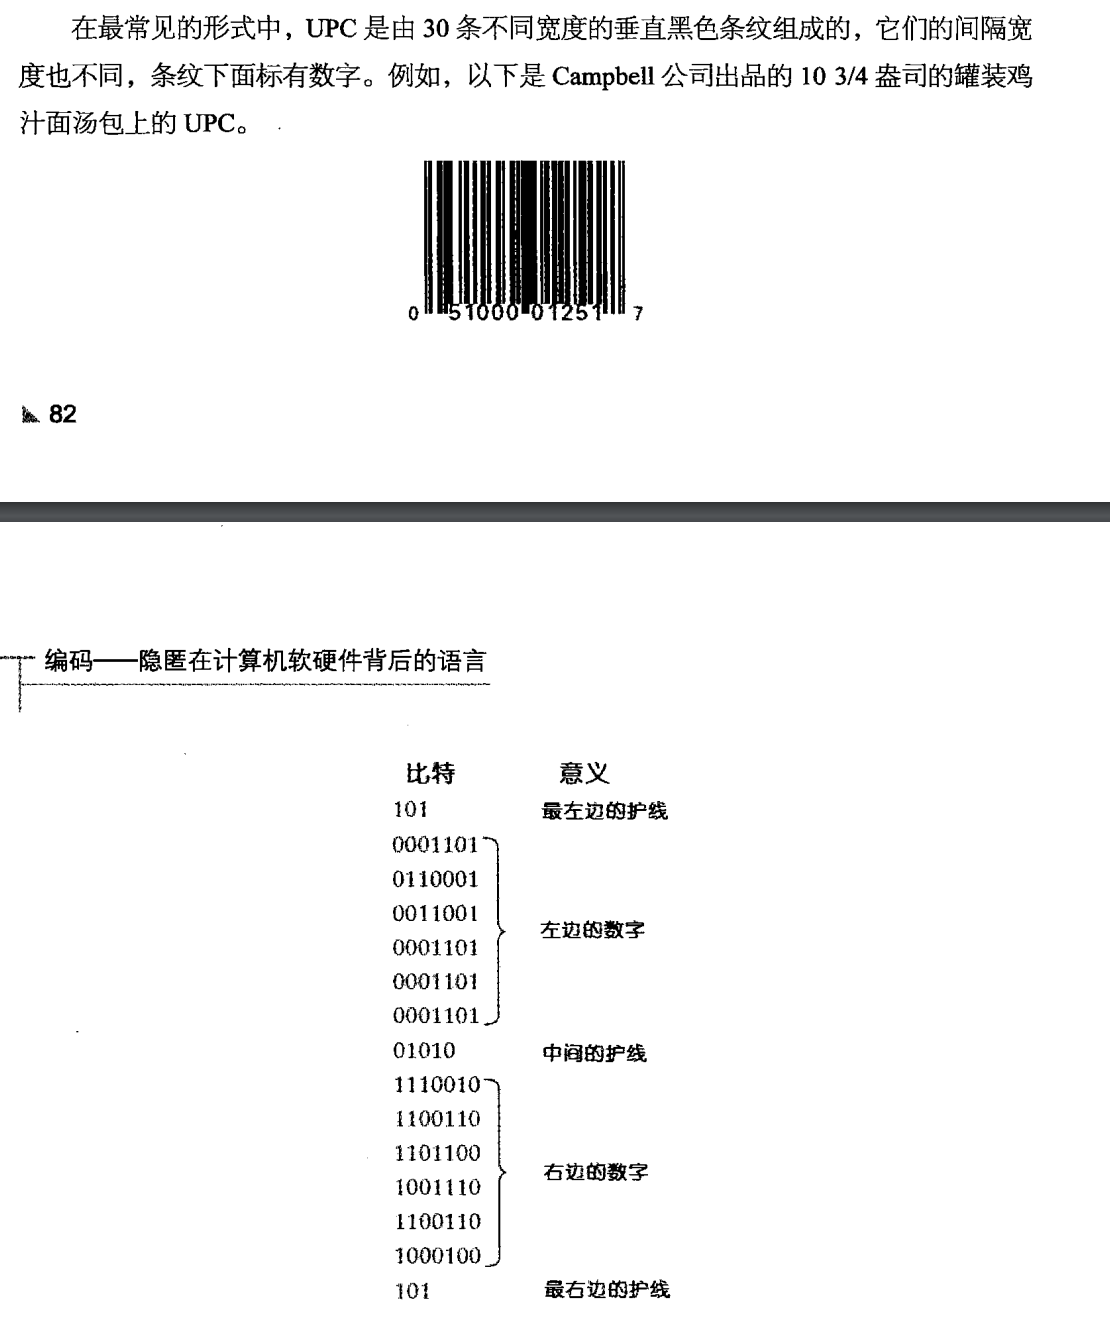 在最常见的形式中，UPC 是由 30 条不同宽度的垂直黑色条纹组成的，它们的间隔宽
度也不同，条纹下面标有数字。例如，以下是 Campbell 公司出品的 10 3/4 盎司的罐装鸡
汁面汤包上的 UPC。
0 51000 01251 7
82
编码——隐匿在计算机软硬件背后的语言
比特 意义
101 最左边的护线
0001101
0110001
0011001
左边的数字
0001101
0001101
0001101
01010 中间的护线
1110010
1100110
1101100
右边的数字
1001110
1100110
1000100
101 最右边的护线